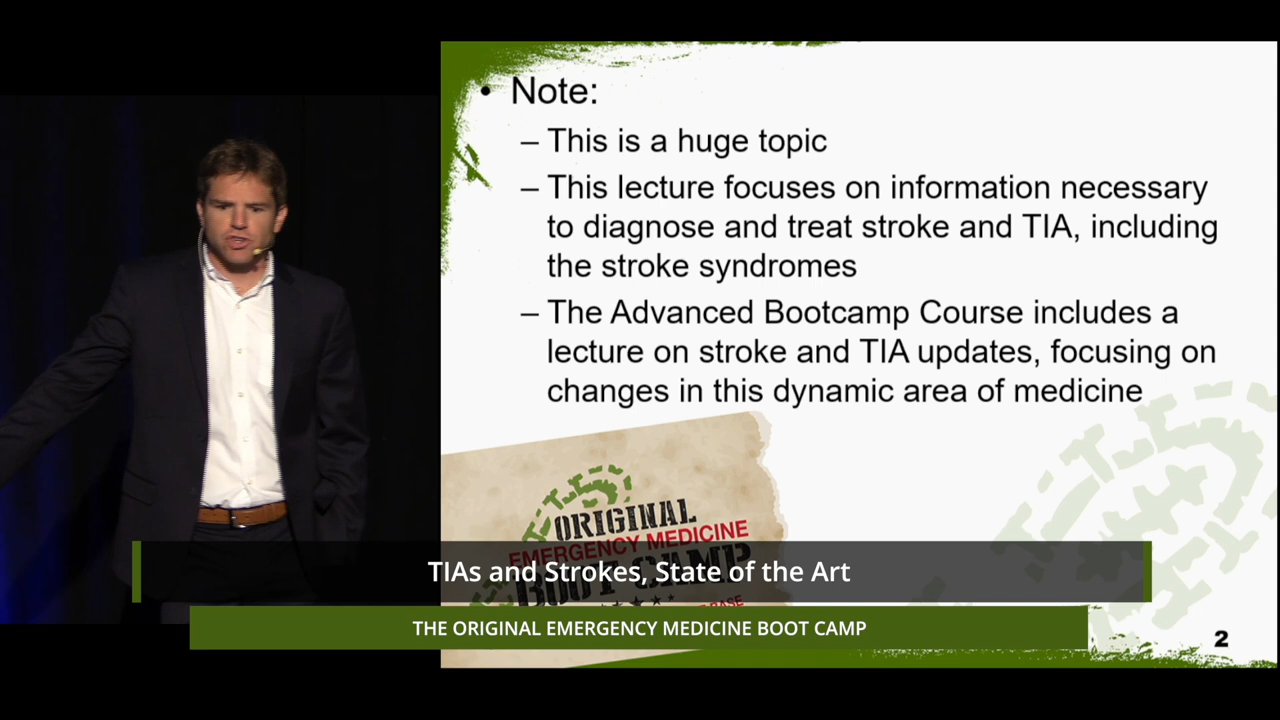 • Note:
– This is a huge topic
– This lecture focuses on information necessary
to diagnose and treat stroke and TIA, including
the stroke syndromes
– The Advanced Bootcamp Course includes a
lecture on stroke and TIA updates, focusing on
changes in this dynamic area of medicine
ORIGINAL
EMERGENCY MEDICINE
BOOT CAMP
BASE
TIAs and Strokes, State of the Art
THE ORIGINAL EMERGENCY MEDICINE BOOT CAMP
2